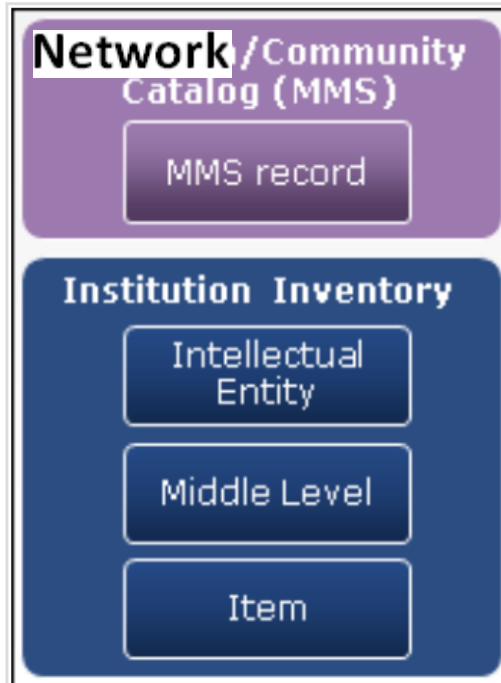 Network/Community
Catalog (MMS)
MMS record
Institution Inventory
Intellectual
Entity
Middle Level
Item